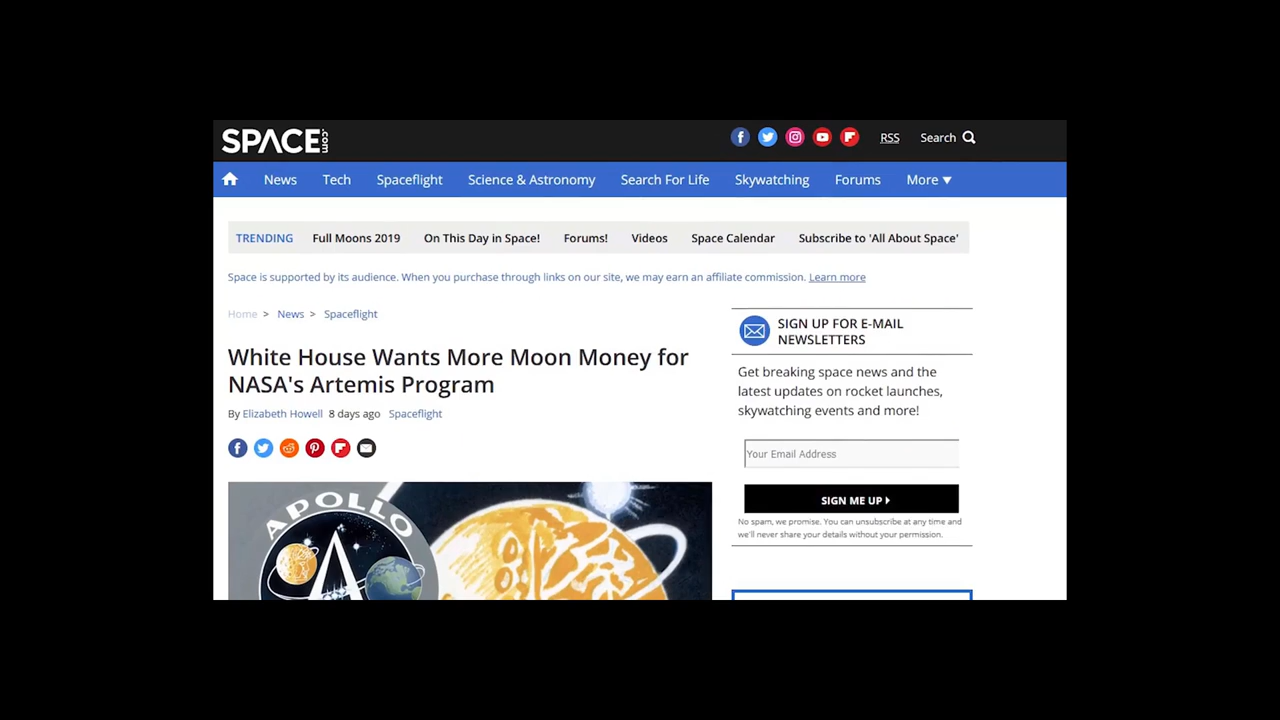 SPACE.com
RSS
Search
News
Tech
Spaceflight
Science & Astronomy
Search For Life
Skywatching
Forums
More
TRENDING
Full Moons 2019
On This Day in Space!
Forums!
Videos
Space Calendar
Subscribe to 'All About Space'
Space is supported by its audience. When you purchase through links on our site, we may earn an affiliate commission. Learn more
Home > News > Spaceflight
White House Wants More Moon Money for
NASA's Artemis Program
By Elizabeth Howell 8 days ago Spaceflight
APOLLO
SIGN UP FOR E-MAIL
NEWSLETTERS
Get breaking space news and the
latest updates on rocket launches,
skywatching events and more!
Your Email Address
SIGN ME UP
No spam, we promise. You can unsubscribe at any time and
we'll never share your details without your permission.